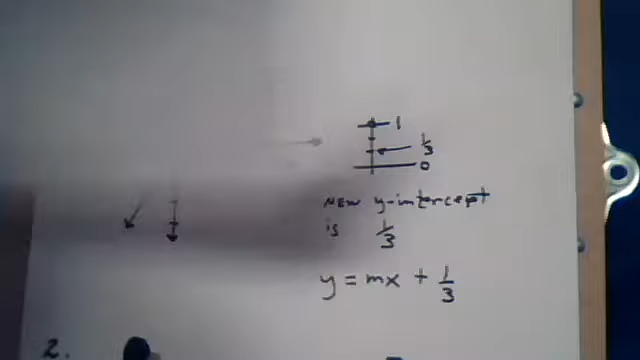 1
1/3
0
NEW y-intercept
is 1/3
y = mx + 1/3
2.